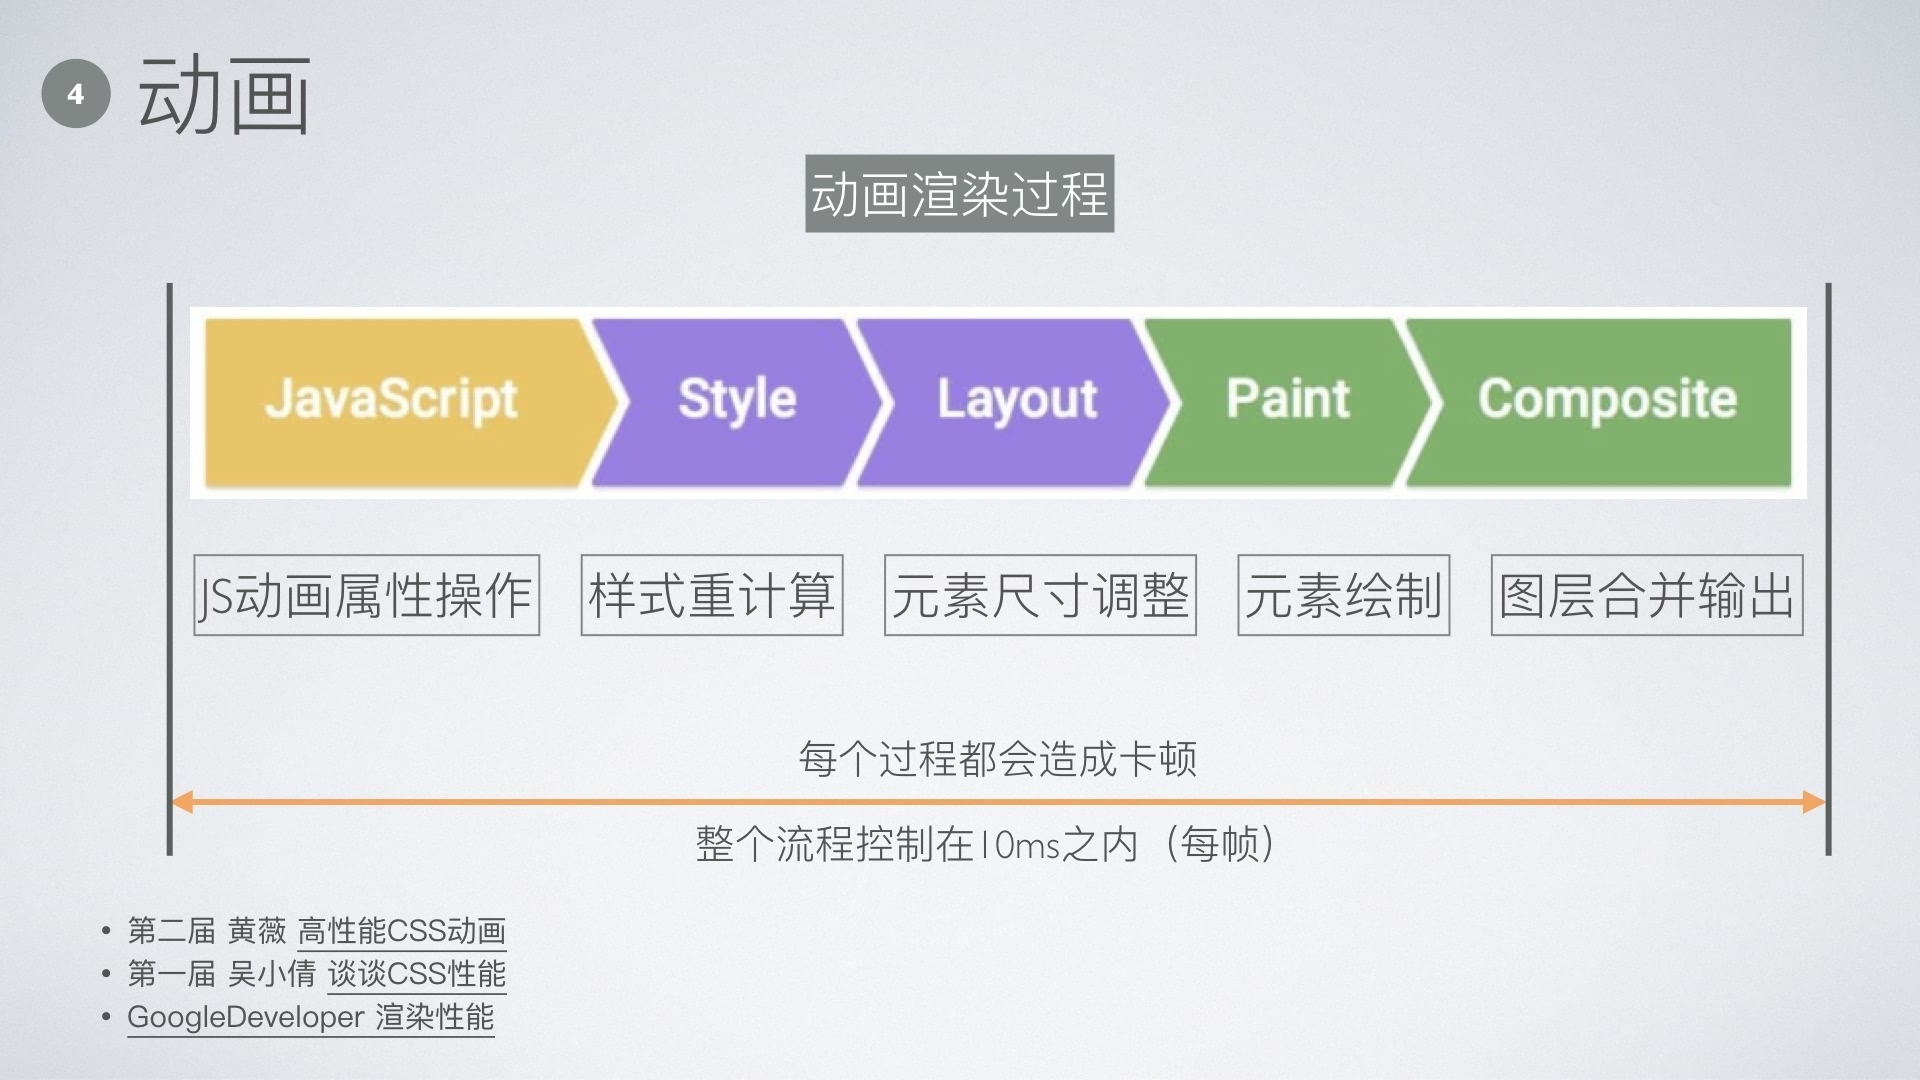 4 动画
动画渲染过程
JavaScript Style Layout Paint Composite
JS动画属性操作 样式重计算 元素尺寸调整 元素绘制 图层合并输出
每个过程都会造成卡顿
整个流程控制在10ms之内（每帧）
• 第二届 黄薇 高性能CSS动画
• 第一届 吴小倩 谈谈CSS性能
• GoogleDeveloper 渲染性能